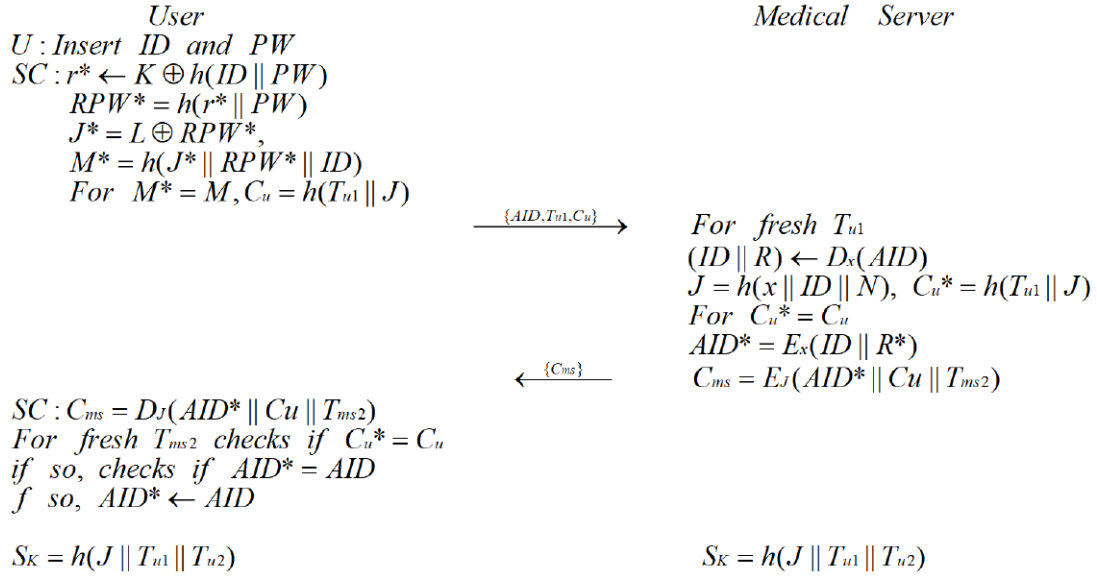 User
Medical Server
U : Insert ID and PW
SC : r* ← K ⊕ h(ID || PW)
RPW* = h(r* || PW)
J* = L ⊕ RPW*,
M* = h(J* || RPW* || ID)
For M* = M, Cu = h(Tu1 || J)
{AID,Tu1,Cu}
For fresh Tu1
(ID || R) ← Dx(AID)
J = h(x || ID || N), Cu* = h(Tu1 || J)
For Cu* = Cu
AID* = Ex(ID || R*)
{Cms}
Cms = EJ(AID* || Cu || Tms2)
SC : Cms = DJ(AID* || Cu || Tms2)
For fresh Tms2 checks if Cu* = Cu
if so, checks if AID* = AID
f so, AID* ← AID
SK = h(J || Tu1 || Tu2)
SK = h(J || Tu1 || Tu2)